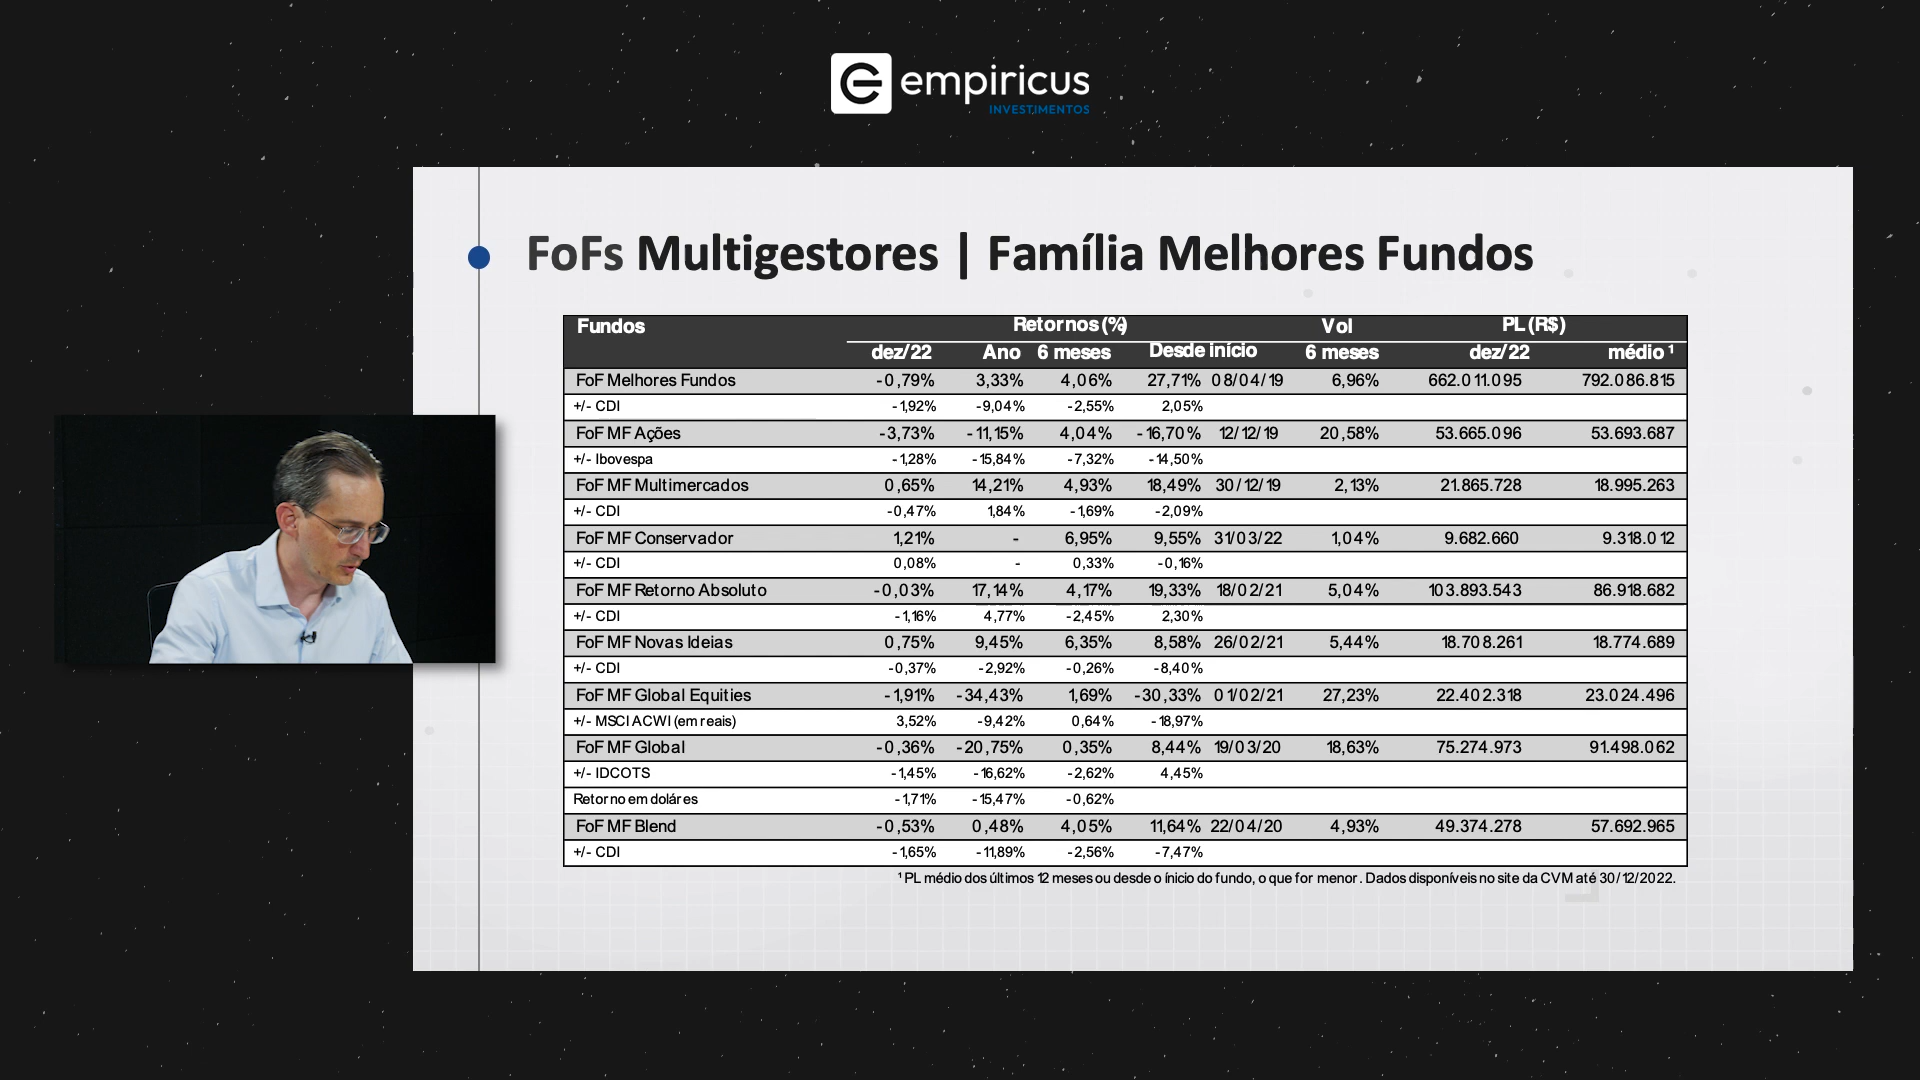 empiricus
INVESTIMENTOS
FoFs Multigestores | Família Melhores Fundos
Fundos Retornos (%) Vol PL (R$)
dez/22 Ano 6 meses Desde início 6 meses dez/22 médio ¹
FoF Melhores Fundos -0,79% 3,33% 4,06% 27,71% 08/04/19 6,96% 662.011.095 792.086.815
+/- CDI -1,92% -9,04% -2,55% 2,05%
FoF MF Ações -3,73% -11,15% 4,04% -16,70% 12/12/19 20,58% 53.665.096 53.693.687
+/- Ibovespa -1,28% -15,84% -7,32% -14,50%
FoF MF Multimercados 0,65% 14,21% 4,93% 18,49% 30/12/19 2,13% 21.865.728 18.995.263
+/- CDI -0,47% 1,84% -1,69% -2,09%
FoF MF Conservador 1,21% - 6,95% 9,55% 31/03/22 1,04% 9.682.660 9.318.012
+/- CDI 0,08% - 0,33% -0,16%
FoF MF Retorno Absoluto -0,03% 17,14% 4,17% 19,33% 18/02/21 5,04% 103.893.543 86.918.682
+/- CDI -1,16% 4,77% -2,45% 2,30%
FoF MF Novas Ideias 0,75% 9,45% 6,35% 8,58% 26/02/21 5,44% 18.708.261 18.774.689
+/- CDI -0,37% -2,92% -0,26% -8,40%
FoF MF Global Equities -1,91% -34,43% 1,69% -30,33% 01/02/21 27,23% 22.402.318 23.024.496
+/- MSCI ACWI (em reais) 3,52% -9,42% 0,64% -18,97%
FoF MF Global -0,36% -20,75% 0,35% 8,44% 19/03/20 18,63% 75.274.973 91.498.062
+/- IDCOTS -1,45% -16,62% -2,62% 4,45%
Retorno em doláres -1,71% -15,47% -0,62%
FoF MF Blend -0,53% 0,48% 4,05% 11,64% 22/04/20 4,93% 49.374.278 57.692.965
+/- CDI -1,65% -11,89% -2,56% -7,47%
¹ PL médio dos últimos 12 meses ou desde o ínicio do fundo, o que for menor. Dados disponíveis no site da CVM até 30/12/2022.